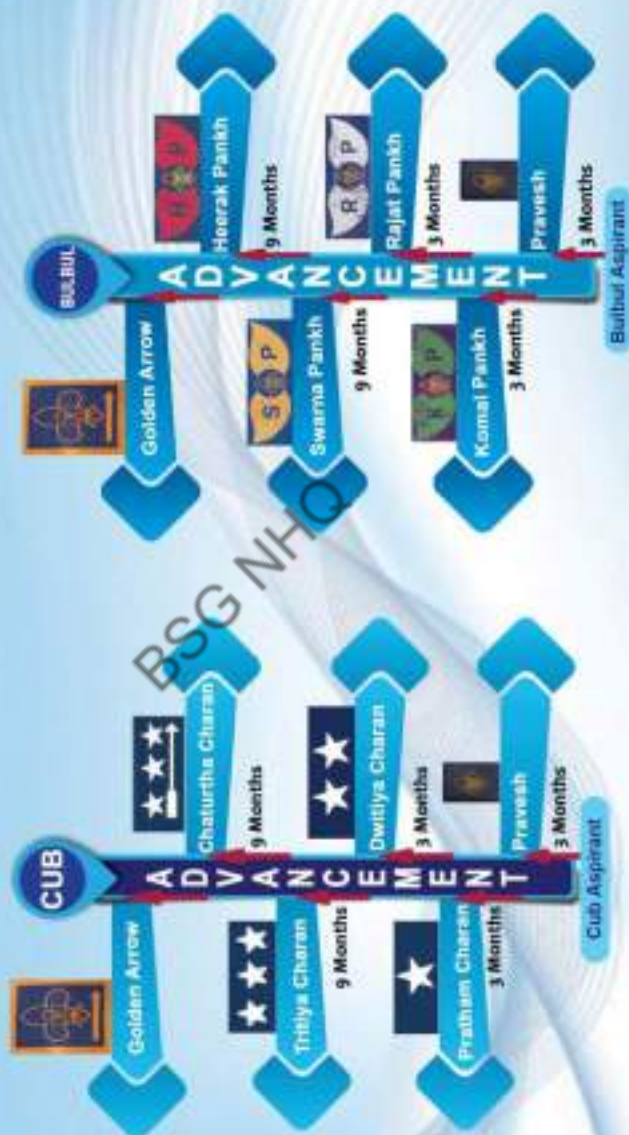 CUB
ADVANCEMENT
Golden Arrow
Chaturtha Charan
9 Months
Tritiya Charan
9 Months
Dwitiya Charan
3 Months
Pratham Charan
3 Months
Pravesh
3 Months
Cub Aspirant
BULBUL
ADVANCEMENT
Golden Arrow
H P
Heerak Pankh
9 Months
S P
Swarna Pankh
9 Months
R P
Rajat Pankh
3 Months
K P
Komal Pankh
3 Months
Pravesh
3 Months
Bulbul Aspirant
BSG NHQ